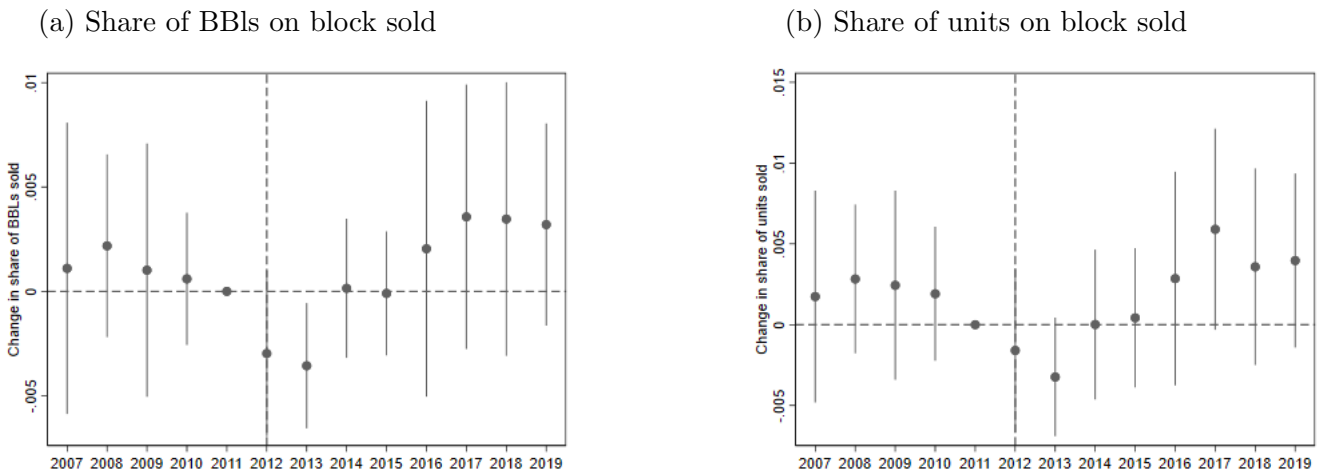 (a) Share of BBls on block sold
(b) Share of units on block sold
Change in share of BBLs sold
.01
.005
0
-.005
2007 2008 2009 2010 2011 2012 2013 2014 2015 2016 2017 2018 2019
Change in share of units sold
.015
.01
.005
0
-.005
2007 2008 2009 2010 2011 2012 2013 2014 2015 2016 2017 2018 2019